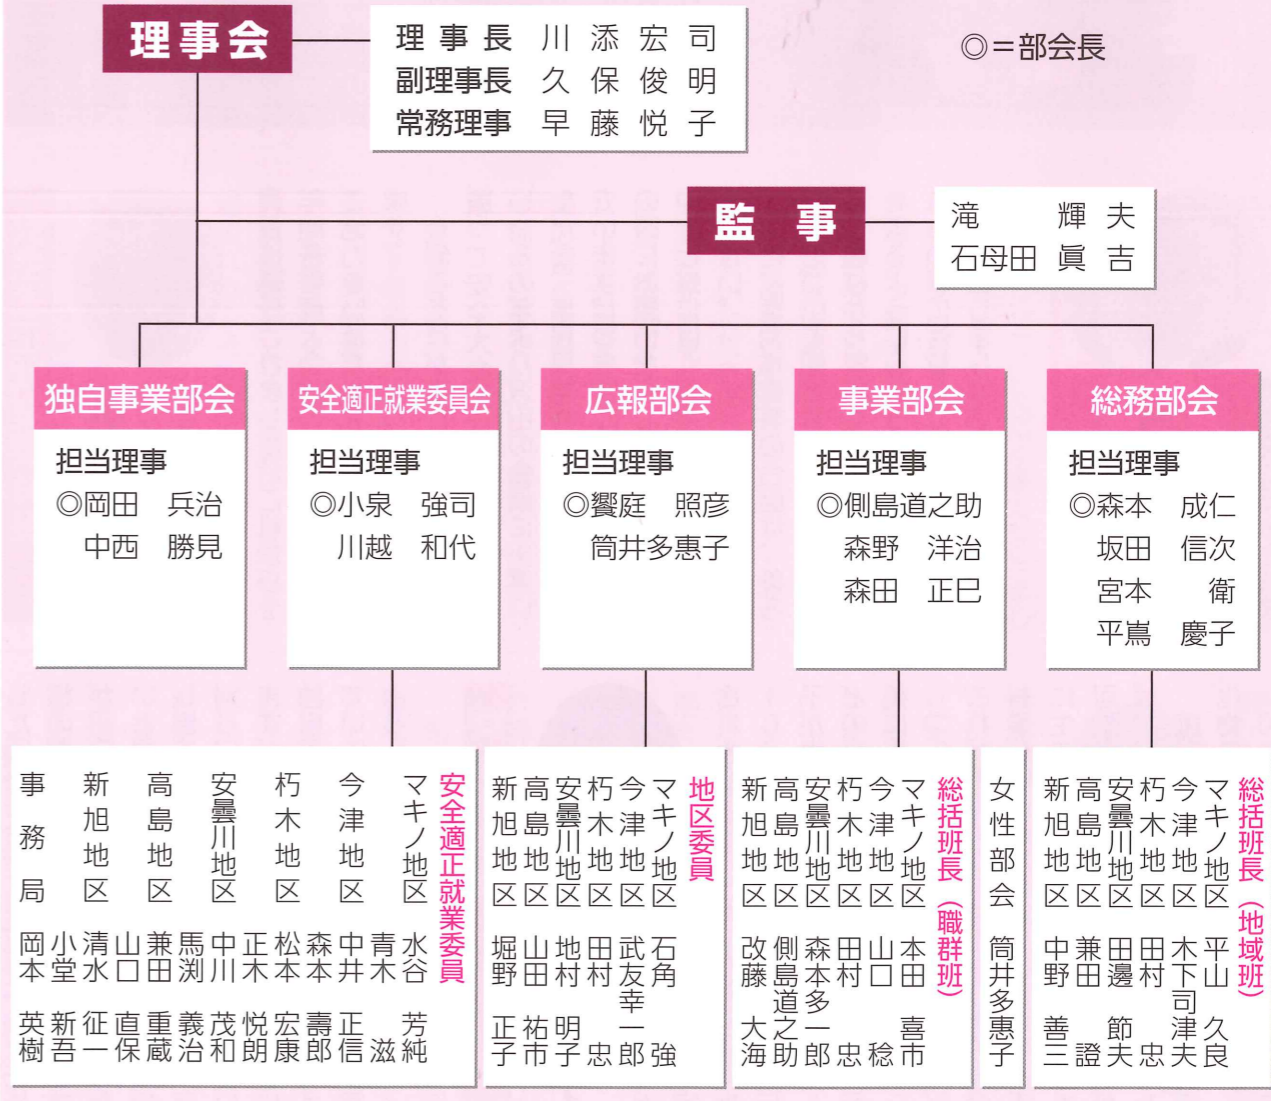 理事会
理事長 川添宏司
副理事長 久保俊明
常務理事 早藤悦子
◎＝部会長
監事
滝 輝夫
石母田 眞吉
独自事業部会
担当理事
◎岡田 兵治
中西 勝見
安全適正就業委員会
担当理事
◎小泉 強司
川越 和代
広報部会
担当理事
◎饗庭 照彦
筒井多惠子
事業部会
担当理事
◎側島道之助
森野 洋治
森田 正巳
総務部会
担当理事
◎森本 成仁
坂田 信次
宮本 衛
平嶌 慶子
安全適正就業委員
マキノ地区 水谷 芳純
青木 滋
今津地区 中井 正信
森本 壽郎
朽木地区 松本 宏康
正木 悦朗
安曇川地区 中川 茂和
馬渕 義治
高島地区 兼田 重蔵
山口 直保
新旭地区 清水 征一
小堂 新吾
事務局 岡本 英樹
地区委員
マキノ地区 石角 強
今津地区 武友幸一郎
朽木地区 田村 忠
安曇川地区 地村 明子
高島地区 山田 祐市
新旭地区 堀野 正子
総括班長（職群班）
マキノ地区 本田 喜市
今津地区 山口 稔
朽木地区 田村 忠
安曇川地区 森本多一郎
高島地区 側島道之助
新旭地区 改藤 大海
女性部会 筒井多惠子
総括班長（地域班）
マキノ地区 平山 久良
今津地区 木下司津夫
朽木地区 田村 忠
安曇川地区 田邊 節夫
高島地区 兼田 證
新旭地区 中野 善三